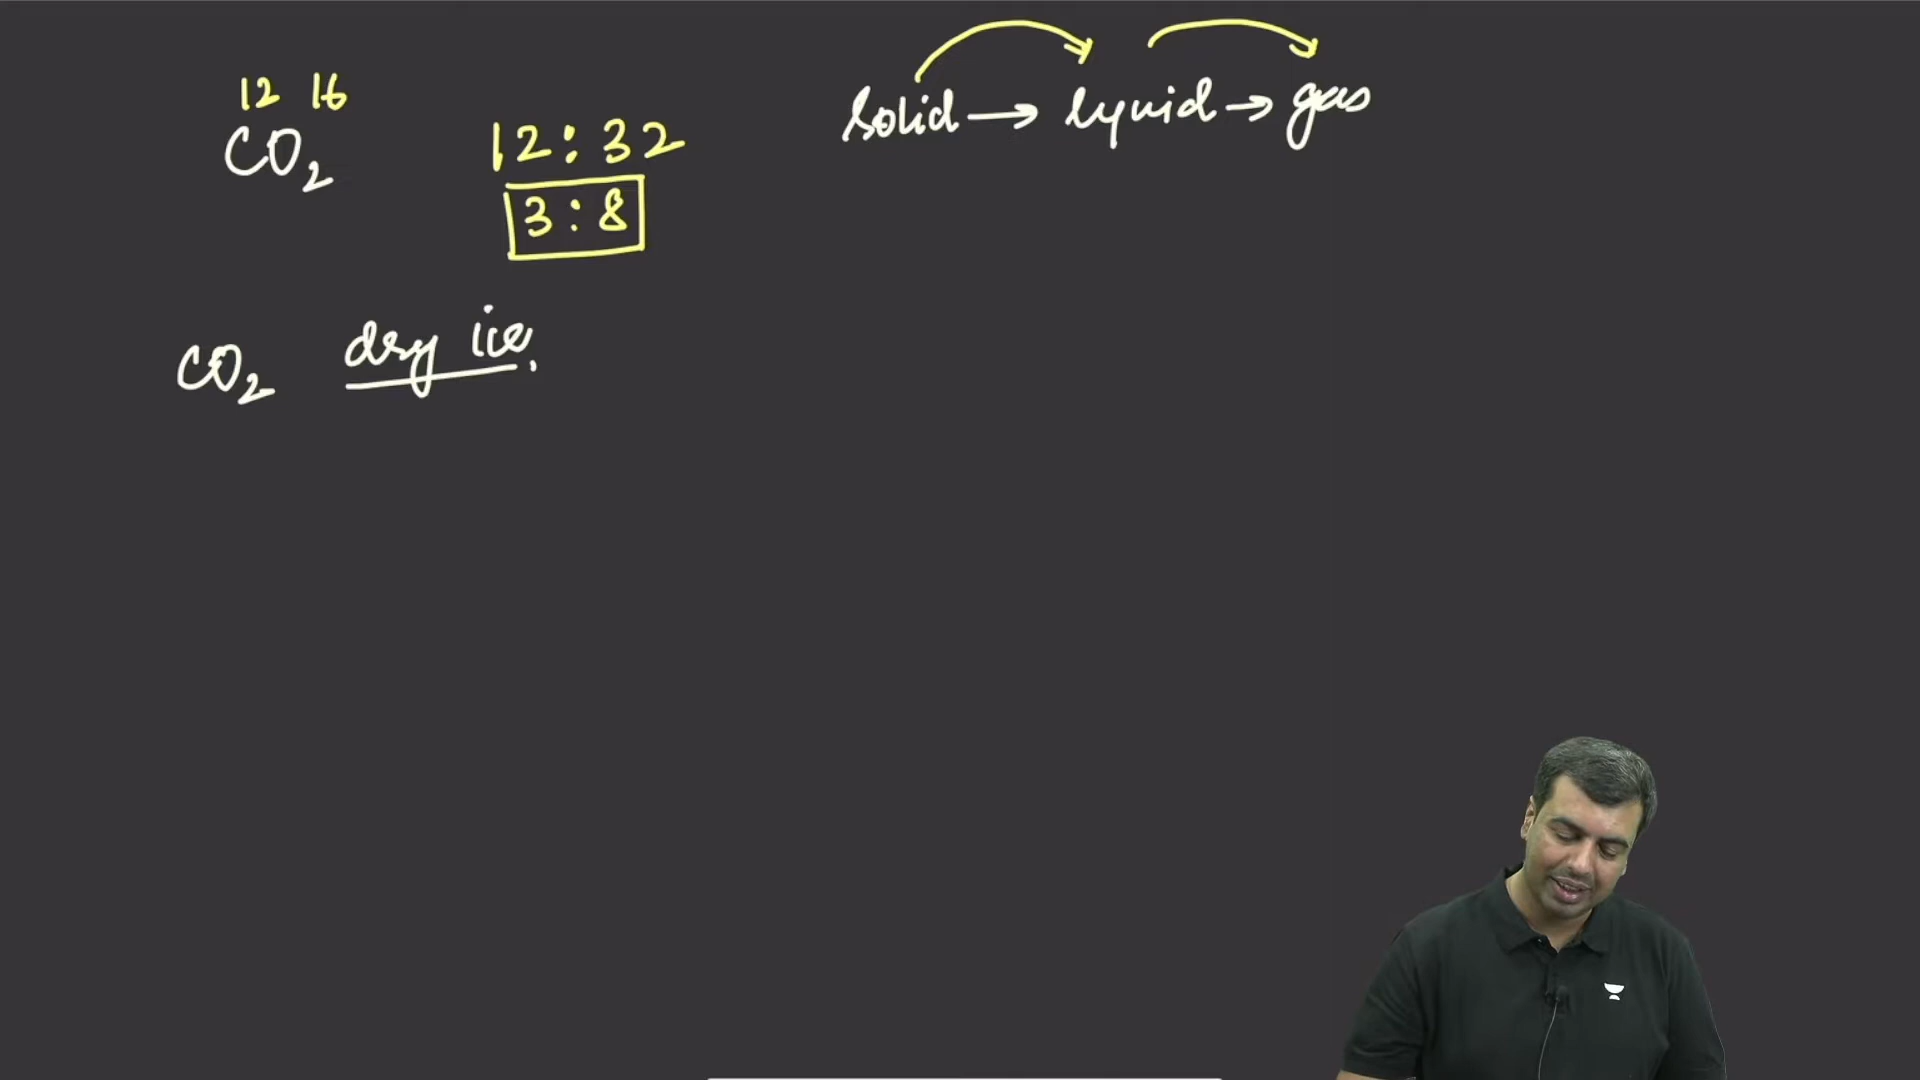 12 16
CO2
12 : 32
3 : 8
solid → liquid → gas
CO2 dry ice